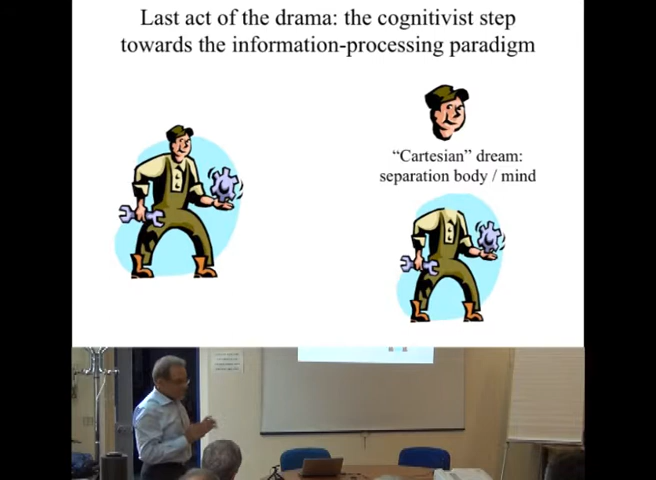 Last act of the drama: the cognitivist step
towards the information-processing paradigm
“Cartesian” dream:
separation body / mind